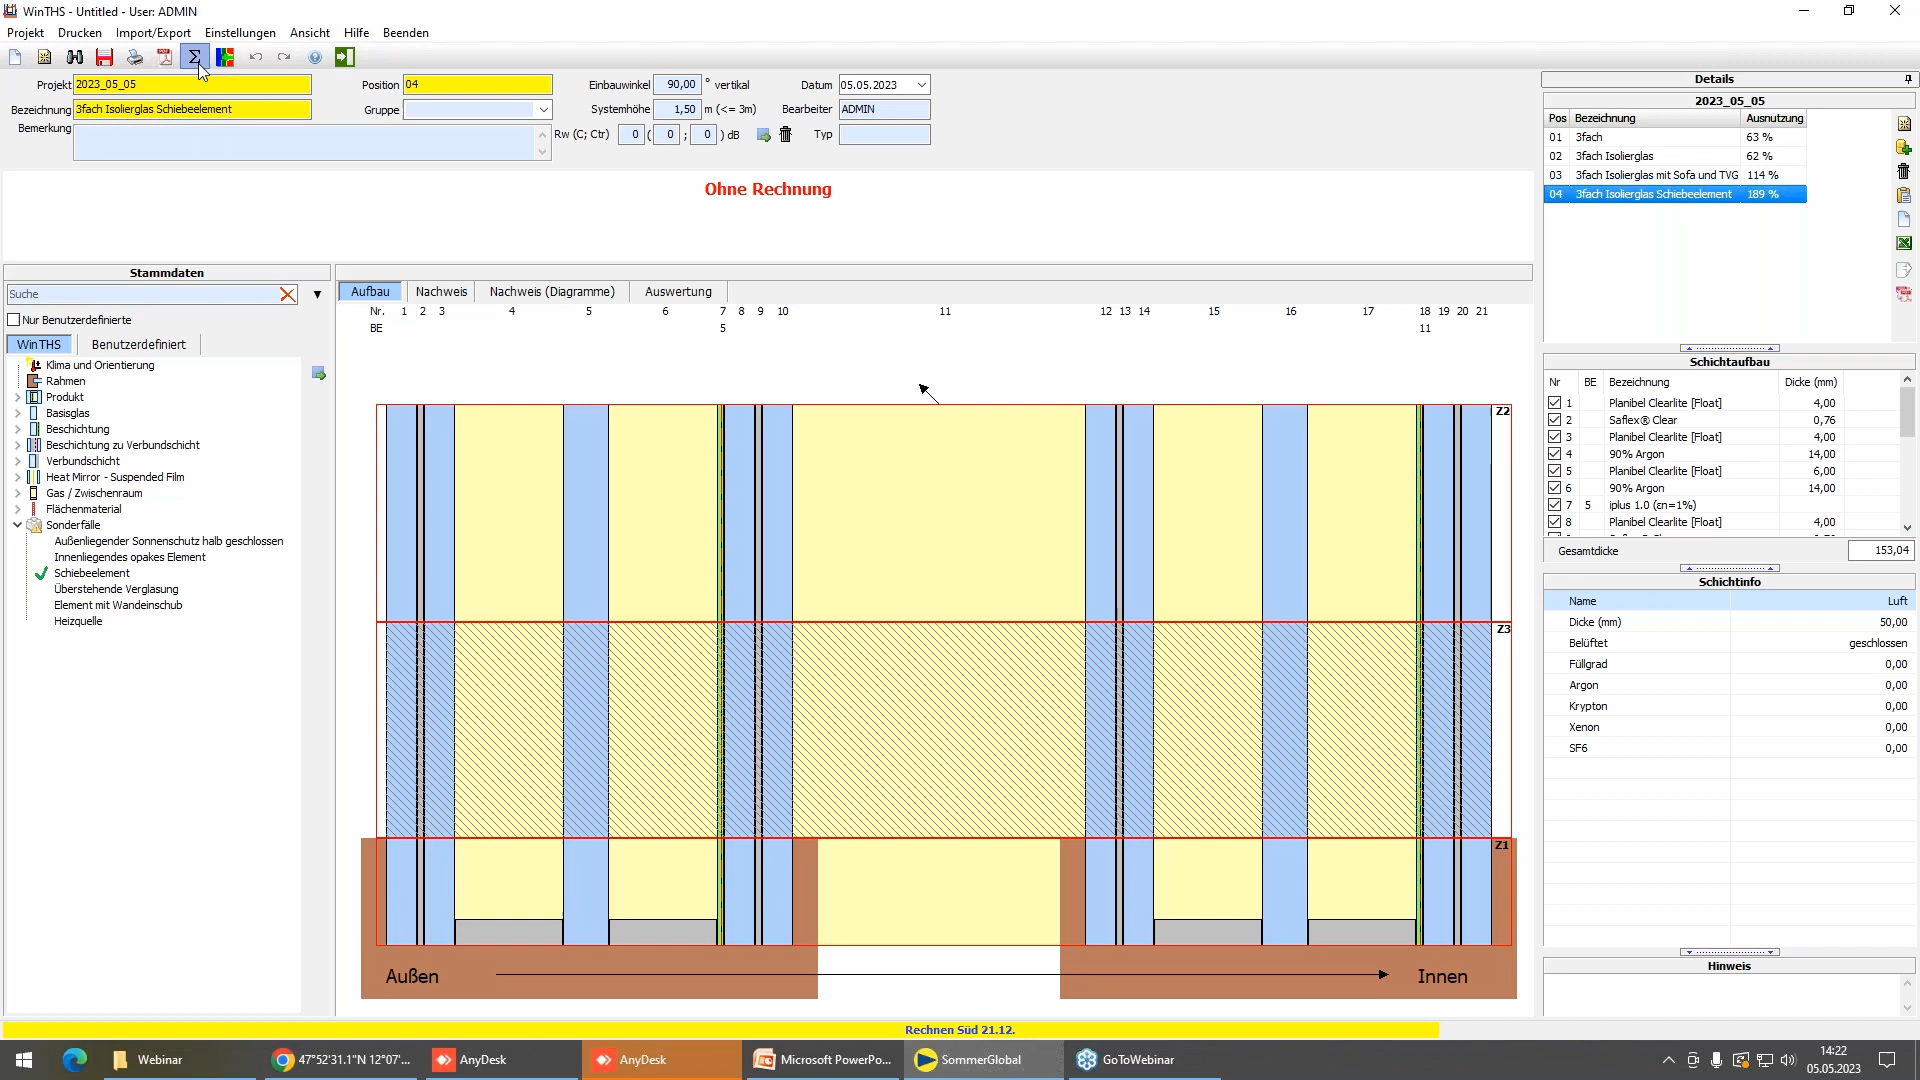 WinTHS - Untitled - User: ADMIN
Projekt Drucken Import/Export Einstellungen Ansicht Hilfe Beenden
Projekt 2023_05_05 Position 04 Einbauwinkel 90,00 ° vertikal Datum 05.05.2023
Bezeichnung 3fach Isolierglas Schiebeelement Gruppe Systemhöhe 1,50 m (<= 3m) Bearbeiter ADMIN
Bemerkung Rw (C; Ctr) 0 ( 0 ; 0 ) dB Typ
Ohne Rechnung
Stammdaten
Suche
Nur Benutzerdefinierte
WinTHS Benutzerdefiniert
Klima und Orientierung
Rahmen
Produkt
Basisglas
Beschichtung
Beschichtung zu Verbundschicht
Verbundschicht
Heat Mirror - Suspended Film
Gas / Zwischenraum
Flächenmaterial
Sonderfälle
Außenliegender Sonnenschutz halb geschlossen
Innenliegendes opakes Element
Schiebeelement
Überstehende Verglasung
Element mit Wandeinschub
Heizquelle
Aufbau Nachweis Nachweis (Diagramme) Auswertung
Nr. 1 2 3 4 5 6 7 8 9 10 11 12 13 14 15 16 17 18 19 20 21
BE 5 11
Z2
Z3
Z1
Außen Innen
Details
2023_05_05
Pos Bezeichnung Ausnutzung
01 3fach 63 %
02 3fach Isolierglas 62 %
03 3fach Isolierglas mit Sofa und TVG 114 %
04 3fach Isolierglas Schiebeelement 189 %
Schichtaufbau
Nr BE Bezeichnung Dicke (mm)
1 Planibel Clearlite [Float] 4,00
2 Saflex® Clear 0,76
3 Planibel Clearlite [Float] 4,00
4 90% Argon 14,00
5 Planibel Clearlite [Float] 6,00
6 90% Argon 14,00
7 5 iplus 1.0 (εn=1%)
8 Planibel Clearlite [Float] 4,00
Gesamtdicke 153,04
Schichtinfo
Name Luft
Dicke (mm) 50,00
Belüftet geschlossen
Füllgrad 0,00
Argon 0,00
Krypton 0,00
Xenon 0,00
SF6 0,00
Hinweis
Rechnen Süd 21.12.
Webinar 47°52'31.1"N 12°07'... AnyDesk AnyDesk Microsoft PowerPo... SommerGlobal GoToWebinar
14:22
05.05.2023